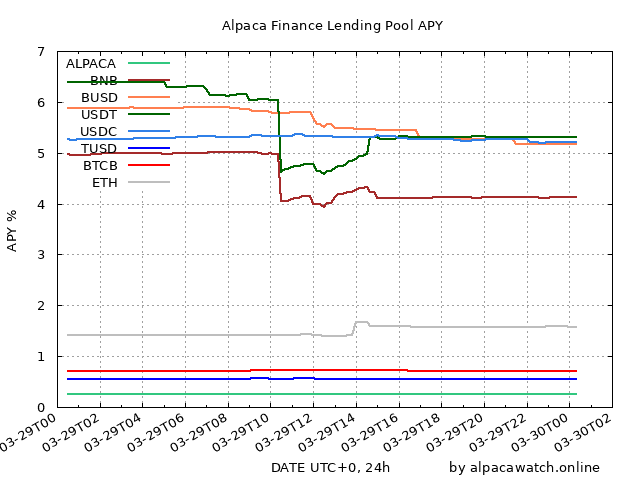 Alpaca Finance Lending Pool APY
7
6
5
4
3
2
1
0
APY %
ALPACA
BNB
BUSD
USDT
USDC
TUSD
BTCB
ETH
03-29T00
03-29T02
03-29T04
03-29T06
03-29T08
03-29T10
03-29T12
03-29T14
03-29T16
03-29T18
03-29T20
03-29T22
03-30T00
03-30T02
DATE UTC+0, 24h
by alpacawatch.online